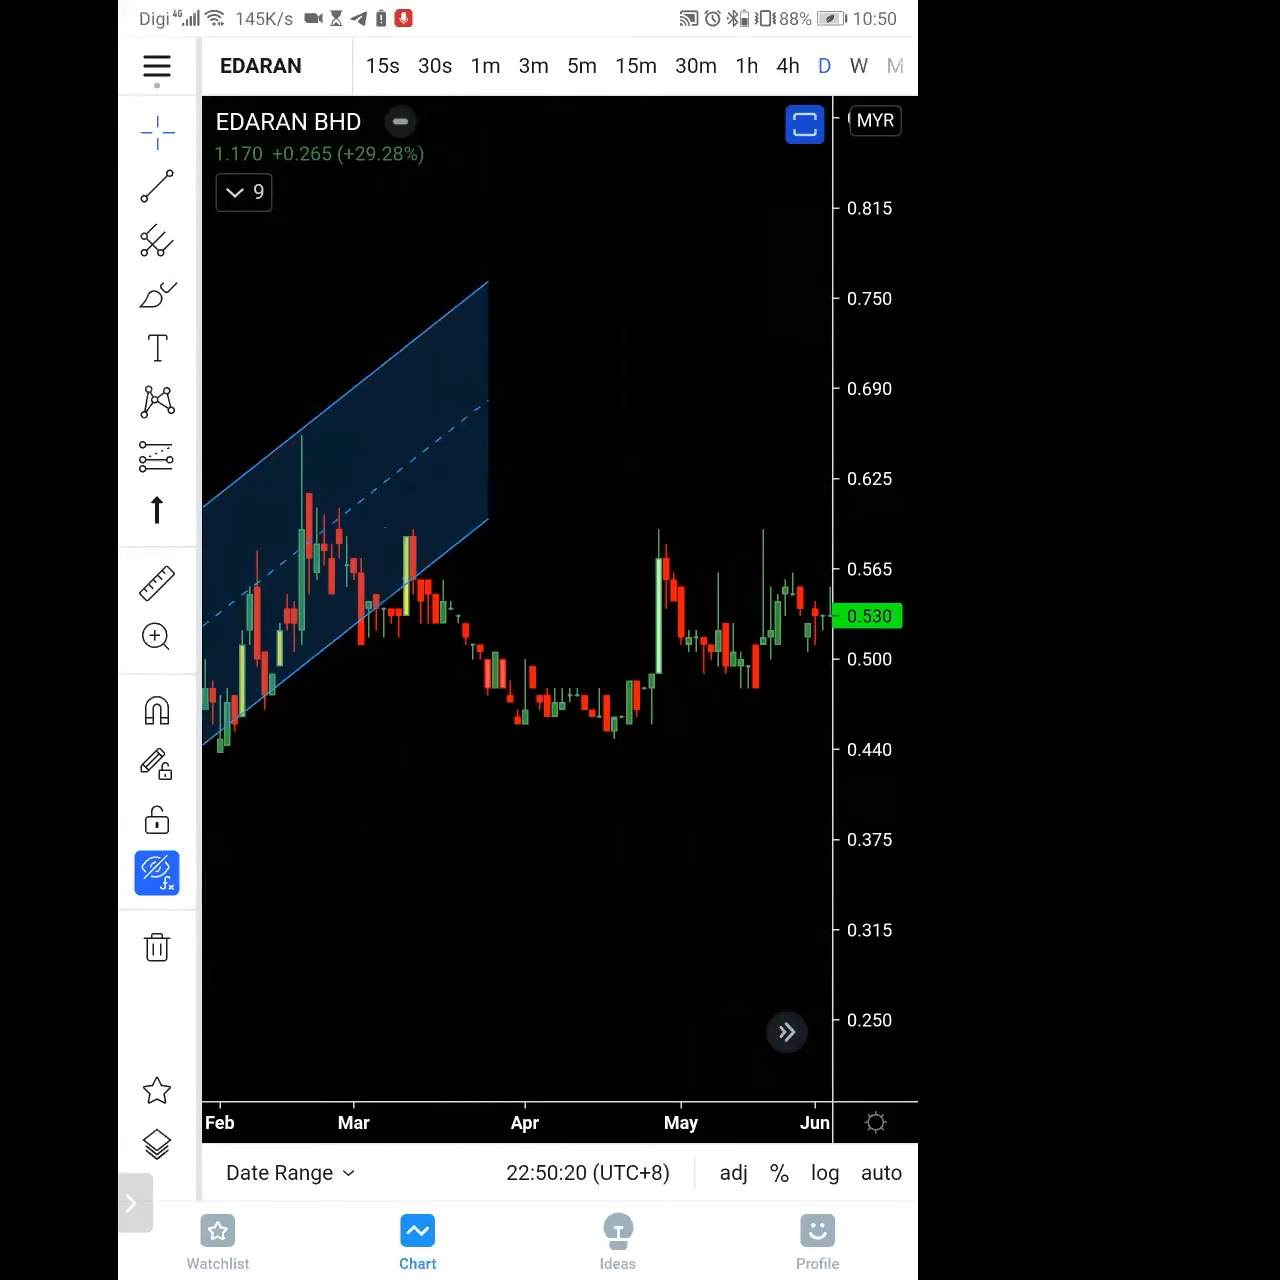 Digi 4G 145K/s 88% 10:50
EDARAN 15s 30s 1m 3m 5m 15m 30m 1h 4h D W M
EDARAN BHD MYR
1.170 +0.265 (+29.28%)
9
0.815
0.750
0.690
0.625
0.565
0.530
0.500
0.440
0.375
0.315
0.250
Feb Mar Apr May Jun
Date Range 22:50:20 (UTC+8) adj % log auto
Watchlist Chart Ideas Profile